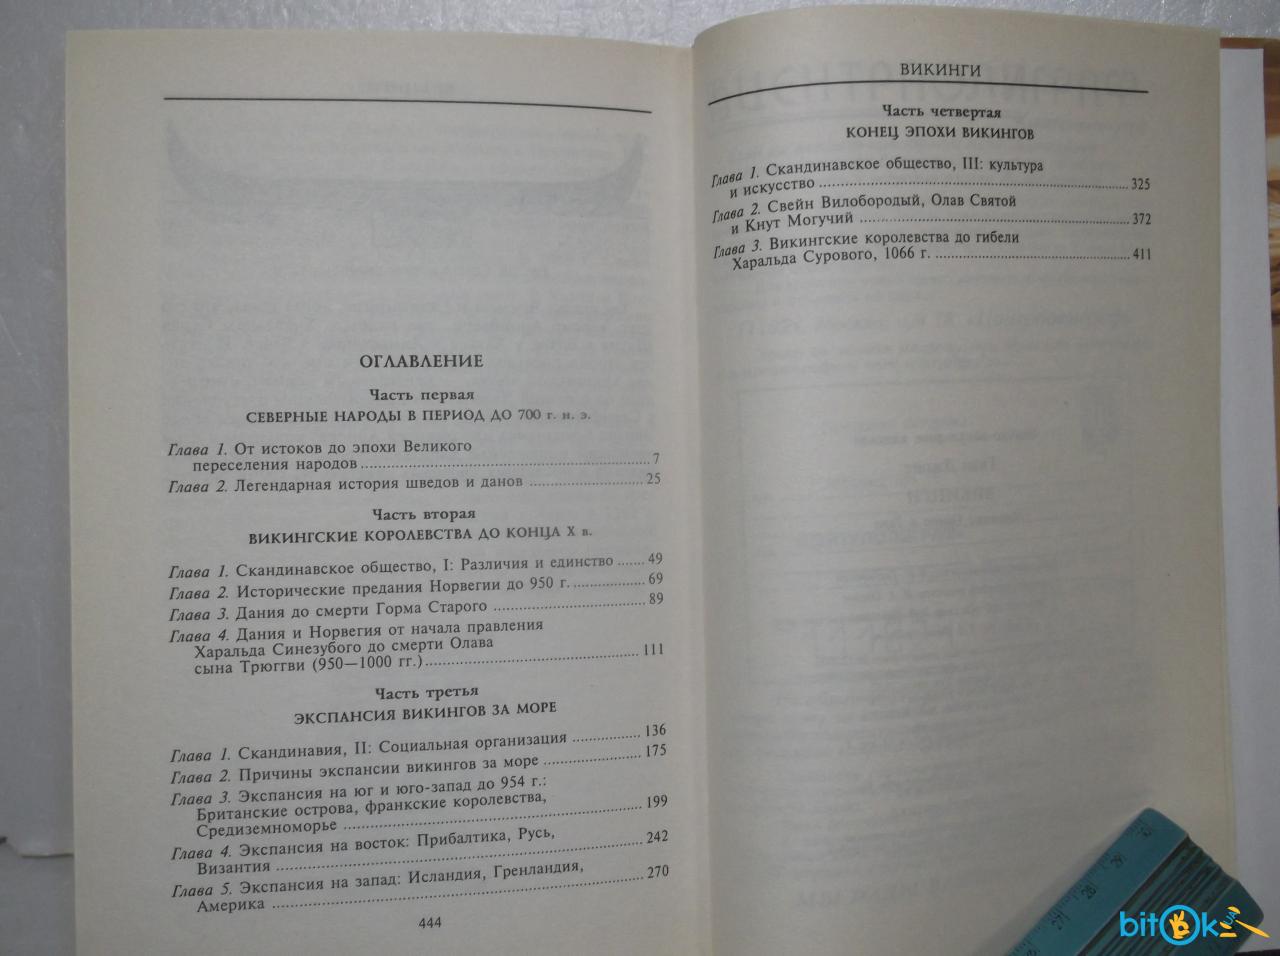 ОГЛАВЛЕНИЕ
Часть первая
СЕВЕРНЫЕ НАРОДЫ В ПЕРИОД ДО 700 г. н. э.
Глава 1. От истоков до эпохи Великого
переселения народов ........ 7
Глава 2. Легендарная история шведов и данов ........ 25
Часть вторая
ВИКИНГСКИЕ КОРОЛЕВСТВА ДО КОНЦА X в.
Глава 1. Скандинавское общество, I: Различия и единство ....... 49
Глава 2. Исторические предания Норвегии до 950 г. ........ 69
Глава 3. Дания до смерти Горма Старого ........ 89
Глава 4. Дания и Норвегия от начала правления
Харальда Синезубого до смерти Олава
сына Трюггви (950—1000 гг.) ........ 111
Часть третья
ЭКСПАНСИЯ ВИКИНГОВ ЗА МОРЕ
Глава 1. Скандинавия, II: Социальная организация ........ 136
Глава 2. Причины экспансии викингов за море ........ 175
Глава 3. Экспансия на юг и юго-запад до 954 г.:
Британские острова, франкские королевства,
Средиземноморье ........ 199
Глава 4. Экспансия на восток: Прибалтика, Русь,
Византия ........ 242
Глава 5. Экспансия на запад: Исландия, Гренландия,
Америка ........ 270
444
ВИКИНГИ
Часть четвертая
КОНЕЦ ЭПОХИ ВИКИНГОВ
Глава 1. Скандинавское общество, III: культура
и искусство ........ 325
Глава 2. Свейн Вилобородый, Олав Святой
и Кнут Могучий ........ 372
Глава 3. Викингские королевства до гибели
Харальда Сурового, 1066 г. ........ 411
27 28 29 30
bitOk UA